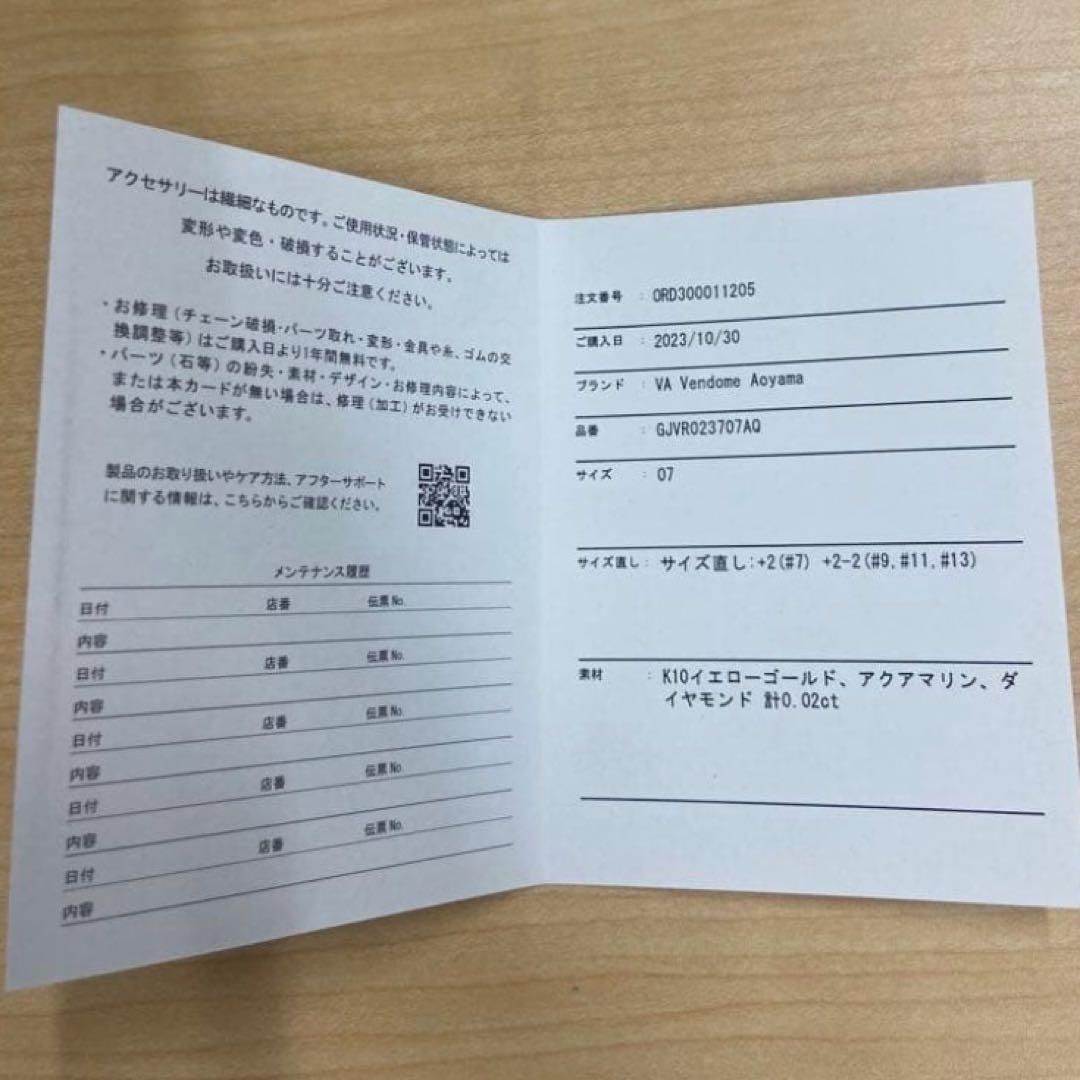 アクセサリーは繊細なものです。ご使用状況・保管状態によっては
変形や変色・破損することがございます。
お取扱いには十分ご注意ください。
・お修理(チェーン破損・パーツ取れ・変形・金具や糸、ゴムの交
換調整等)はご購入日より1年間無料です。
・パーツ(石等)の紛失・素材・デザイン・お修理内容によって、
または本カードが無い場合は、修理(加工)がお受けできない
場合がございます。
製品のお取り扱いやケア方法、アフターサポート
に関する情報は、こちらからご確認ください。
メンテナンス履歴
日付 店番 伝票No.
内容
日付 店番 伝票No.
内容
日付 店番 伝票No.
内容
日付 店番 伝票No.
内容
日付 店番 伝票No.
内容
注文番号 : ORD300011205
ご購入日 : 2023/10/30
ブランド : VA Vendome Aoyama
品番 : GJVR023707AQ
サイズ : 07
サイズ直し : サイズ直し:+2(#7) +2-2(#9,#11,#13)
素材 : K10イエローゴールド、アクアマリン、ダ
イヤモンド 計0.02ct